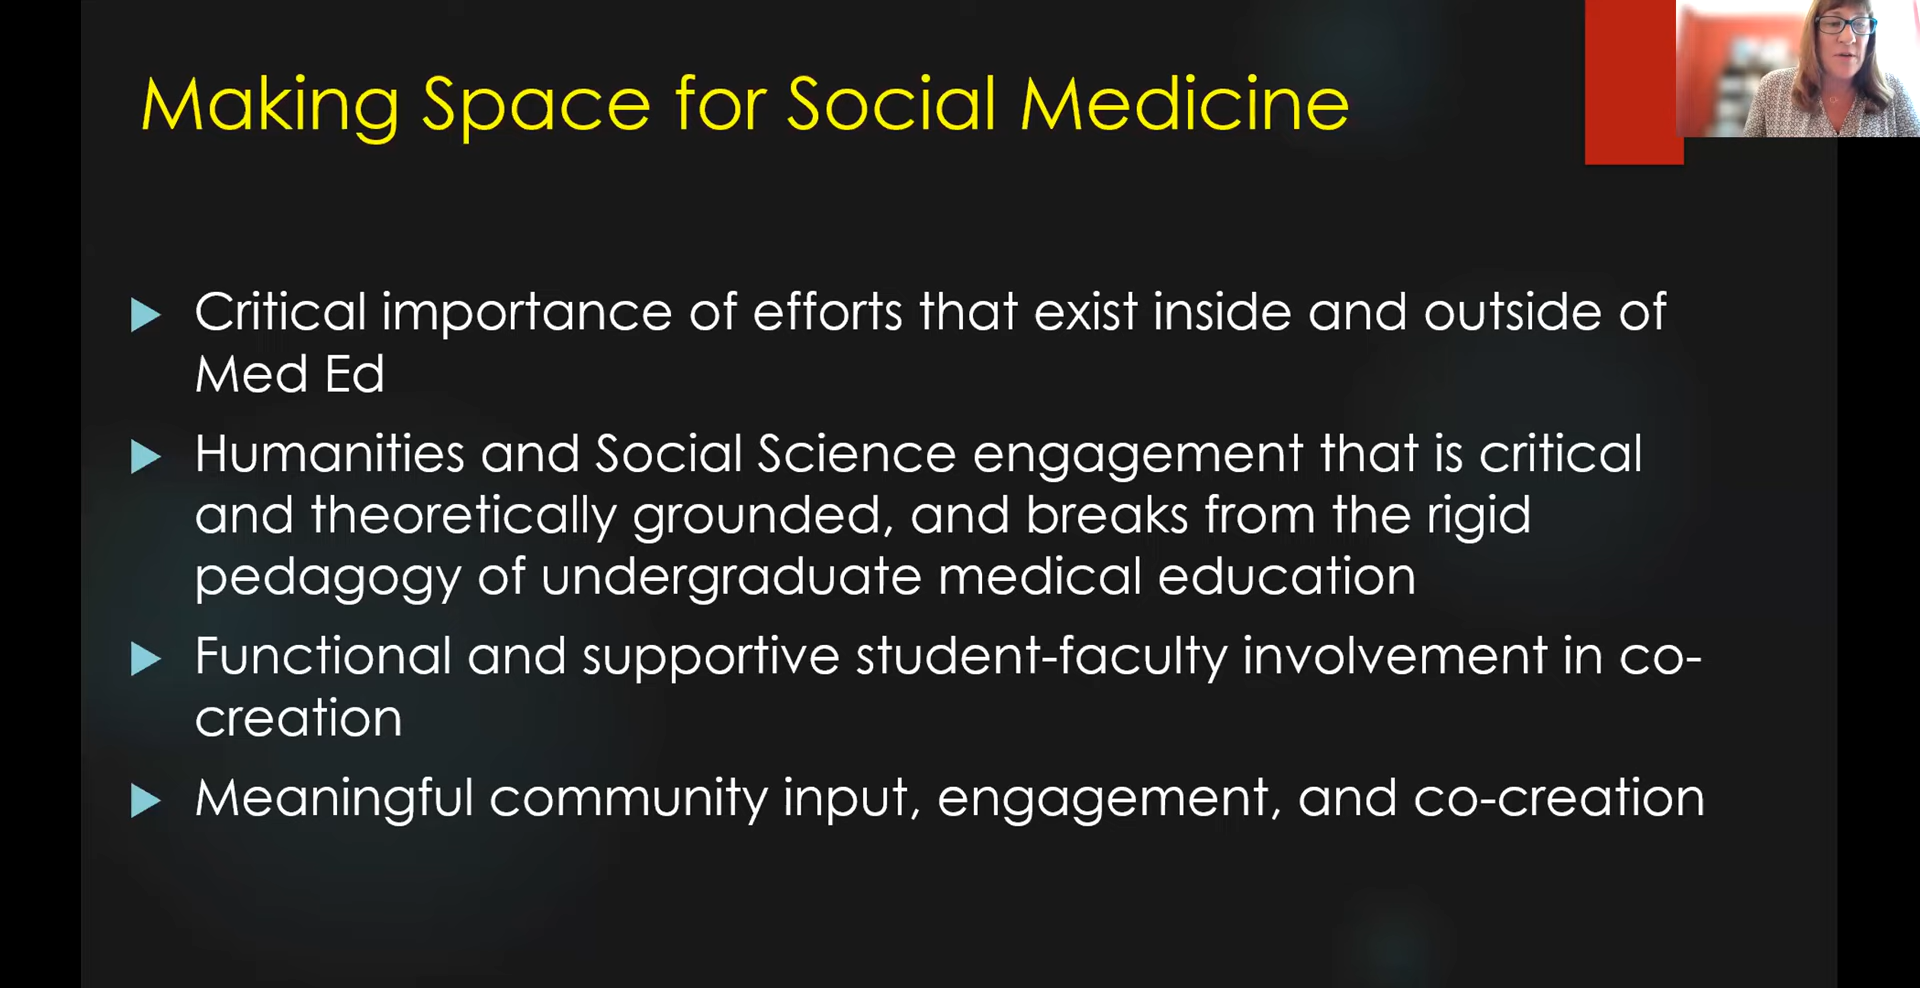 Making Space for Social Medicine
Critical importance of efforts that exist inside and outside of
Med Ed
Humanities and Social Science engagement that is critical
and theoretically grounded, and breaks from the rigid
pedagogy of undergraduate medical education
Functional and supportive student-faculty involvement in co-
creation
Meaningful community input, engagement, and co-creation